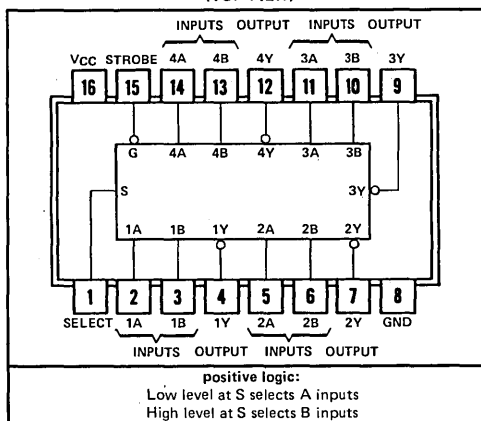 INPUTS OUTPUT INPUTS OUTPUT
VCC STROBE 4A 4B 4Y 3A 3B 3Y
16 15 14 13 12 11 10 9
G 4A 4B 4Y 3A 3B
S 3Y
1A 1B 1Y 2A 2B 2Y
1 2 3 4 5 6 7 8
SELECT 1A 1B 1Y 2A 2B 2Y GND
INPUTS OUTPUT INPUTS OUTPUT
positive logic:
Low level at S selects A inputs
High level at S selects B inputs